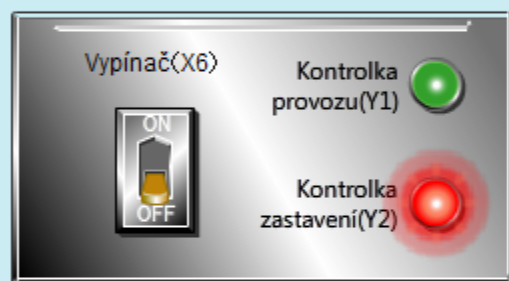 Vypínač(X6)
ON
OFF
Kontrolka
provozu(Y1)
Kontrolka
zastavení(Y2)